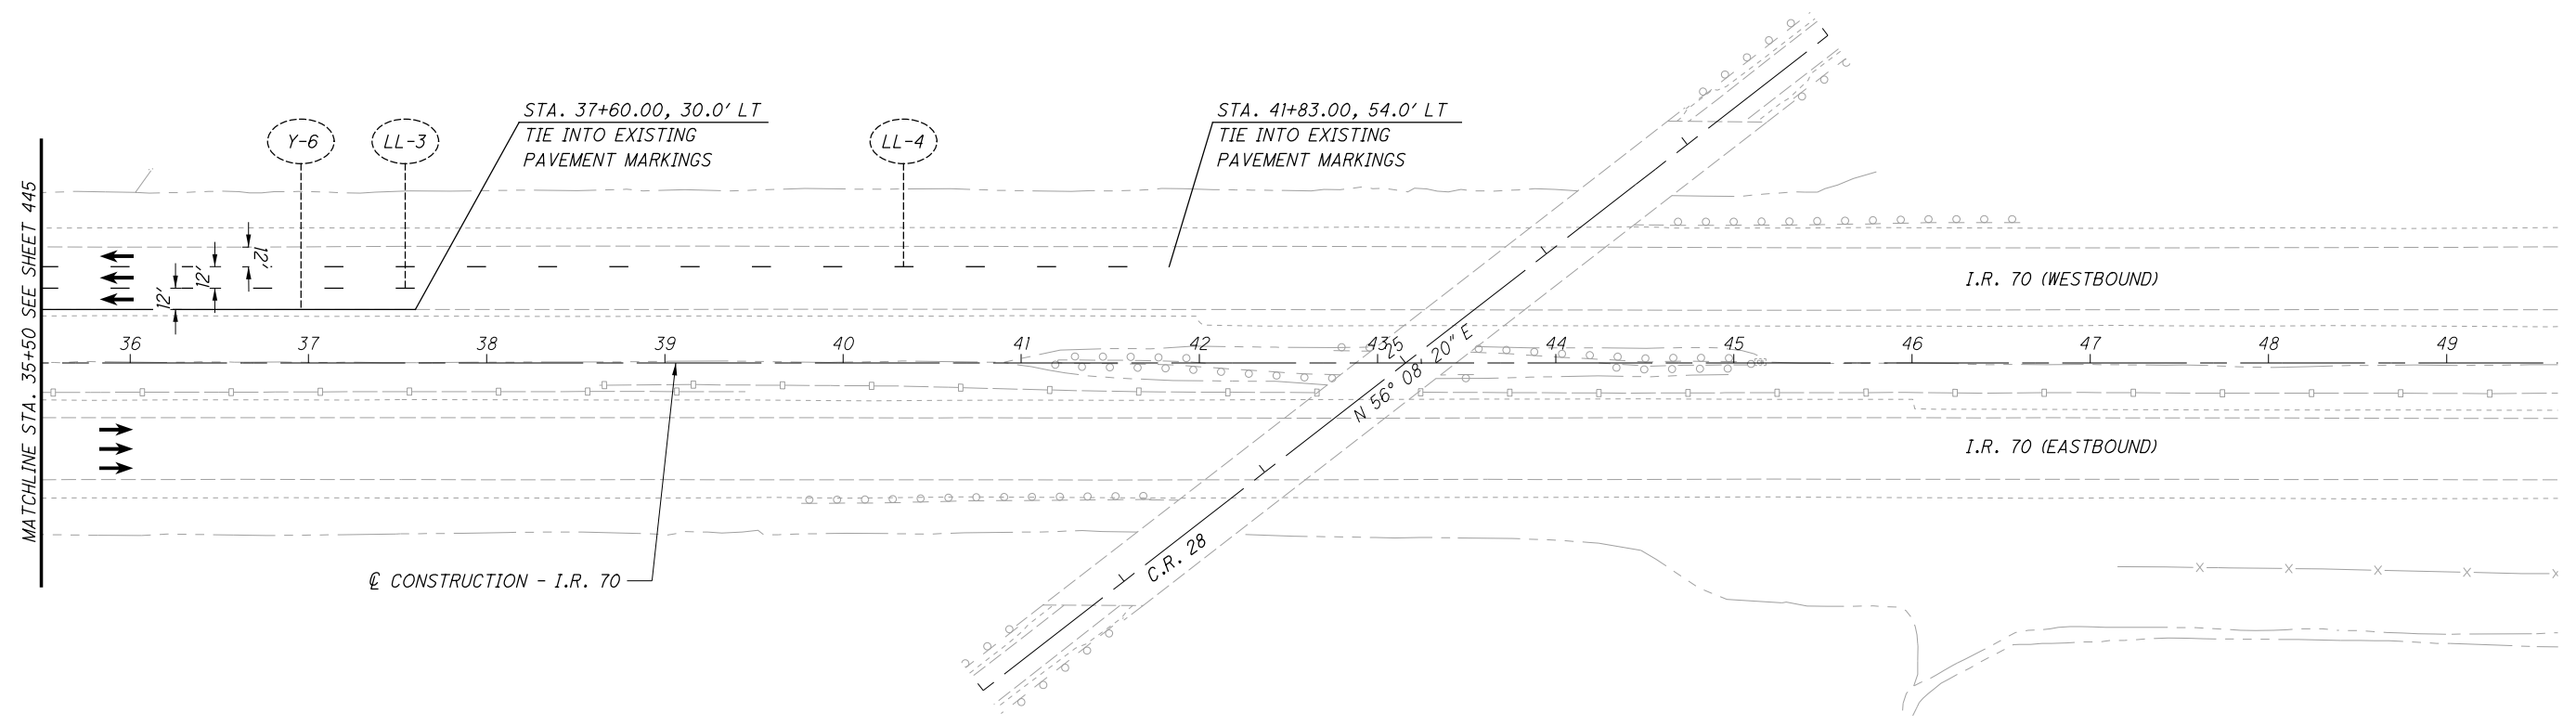 STA. 37+60.00, 30.0' LT
TIE INTO EXISTING
PAVEMENT MARKINGS
STA. 41+83.00, 54.0' LT
TIE INTO EXISTING
PAVEMENT MARKINGS
Y-6
LL-3
LL-4
MATCHLINE STA. 35+50 SEE SHEET 445
12'
12'
12'
I.R. 70 (WESTBOUND)
36 37 38 39 40 41 42 43 44 45 46 47 48 49
25
N 56° 08' 20" E
I.R. 70 (EASTBOUND)
C.R. 28
℄ CONSTRUCTION - I.R. 70